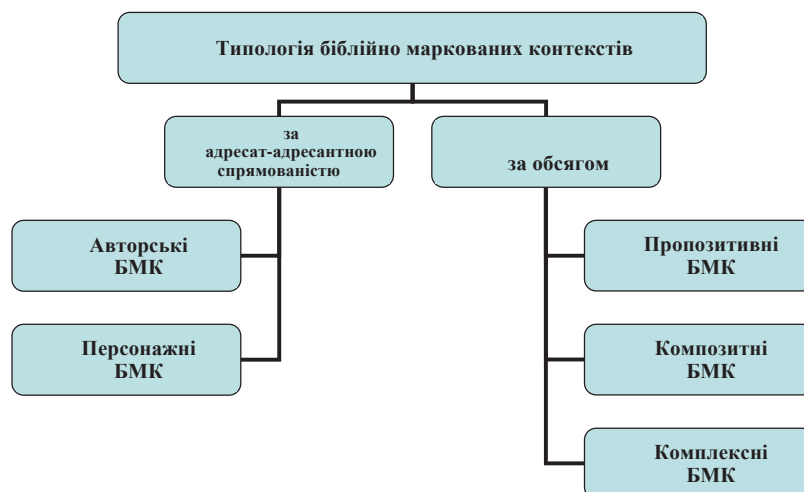 Типологія біблійно маркованих контекстів
за
адресат-адресантною
спрямованістю
за обсягом
Авторські
БМК
Персонажні
БМК
Пропозитивні
БМК
Композитні
БМК
Комплексні
БМК